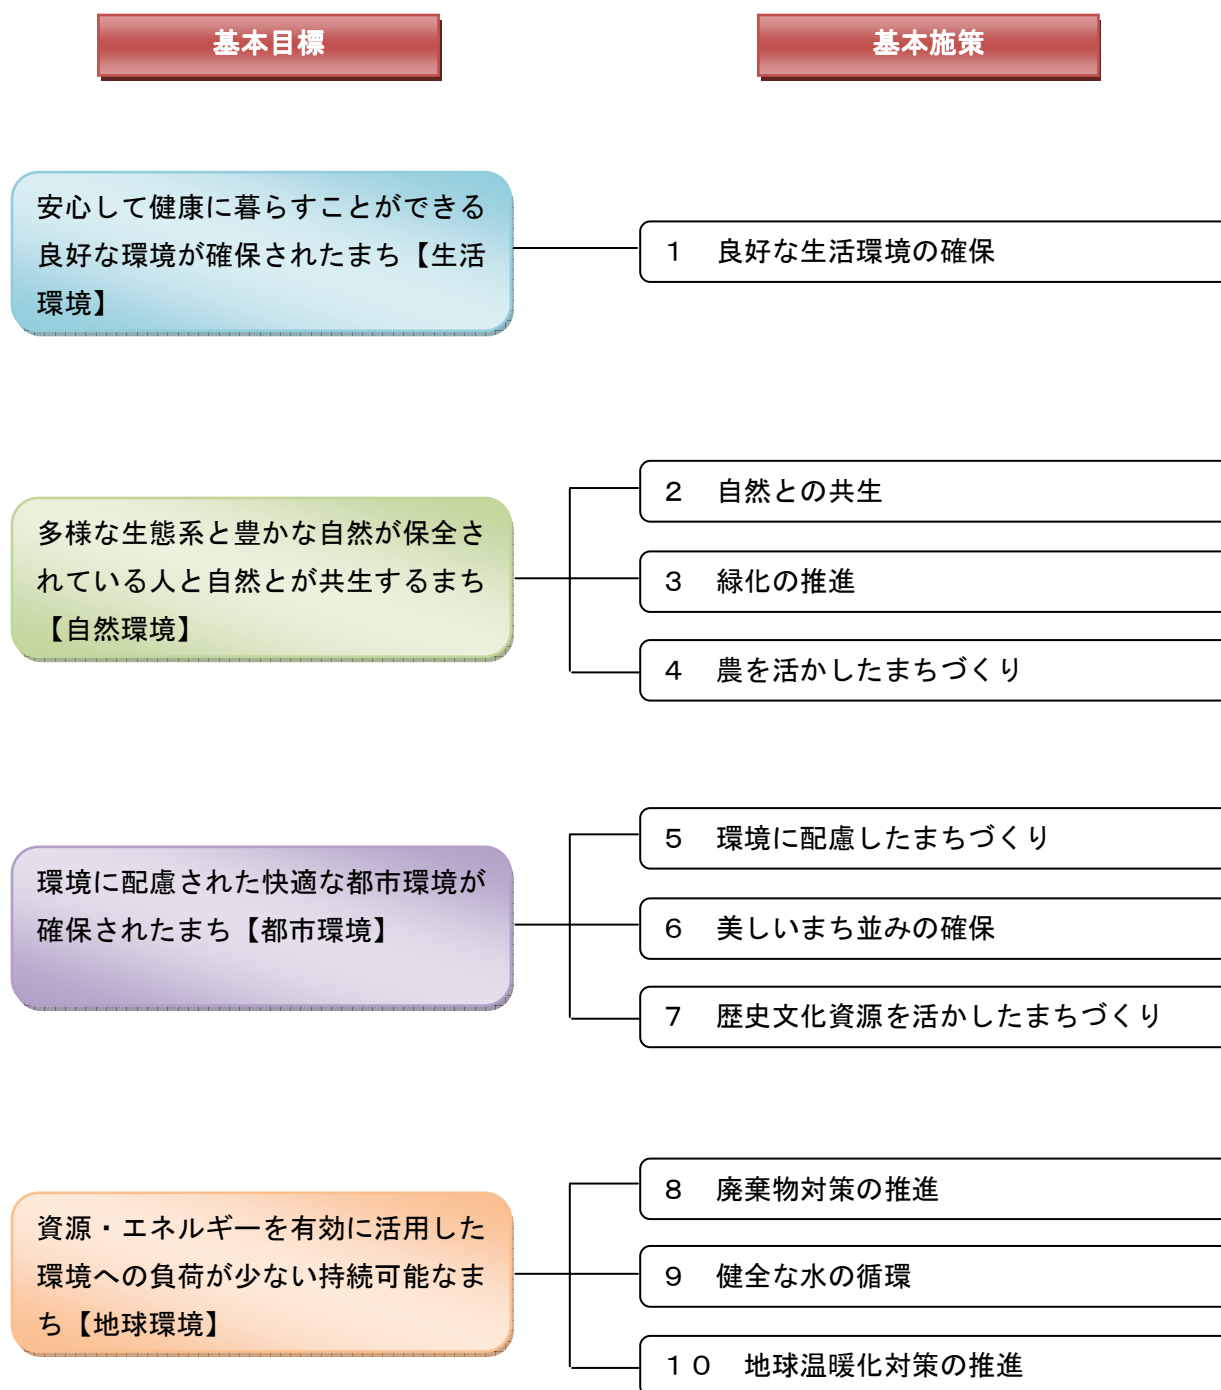 基本目標
基本施策
安心して健康に暮らすことができる
良好な環境が確保されたまち【生活
環境】
１　良好な生活環境の確保
多様な生態系と豊かな自然が保全さ
れている人と自然とが共生するまち
【自然環境】
２　自然との共生
３　緑化の推進
４　農を活かしたまちづくり
環境に配慮された快適な都市環境が
確保されたまち【都市環境】
５　環境に配慮したまちづくり
６　美しいまち並みの確保
７　歴史文化資源を活かしたまちづくり
資源・エネルギーを有効に活用した
環境への負荷が少ない持続可能なま
ち【地球環境】
８　廃棄物対策の推進
９　健全な水の循環
１０　地球温暖化対策の推進